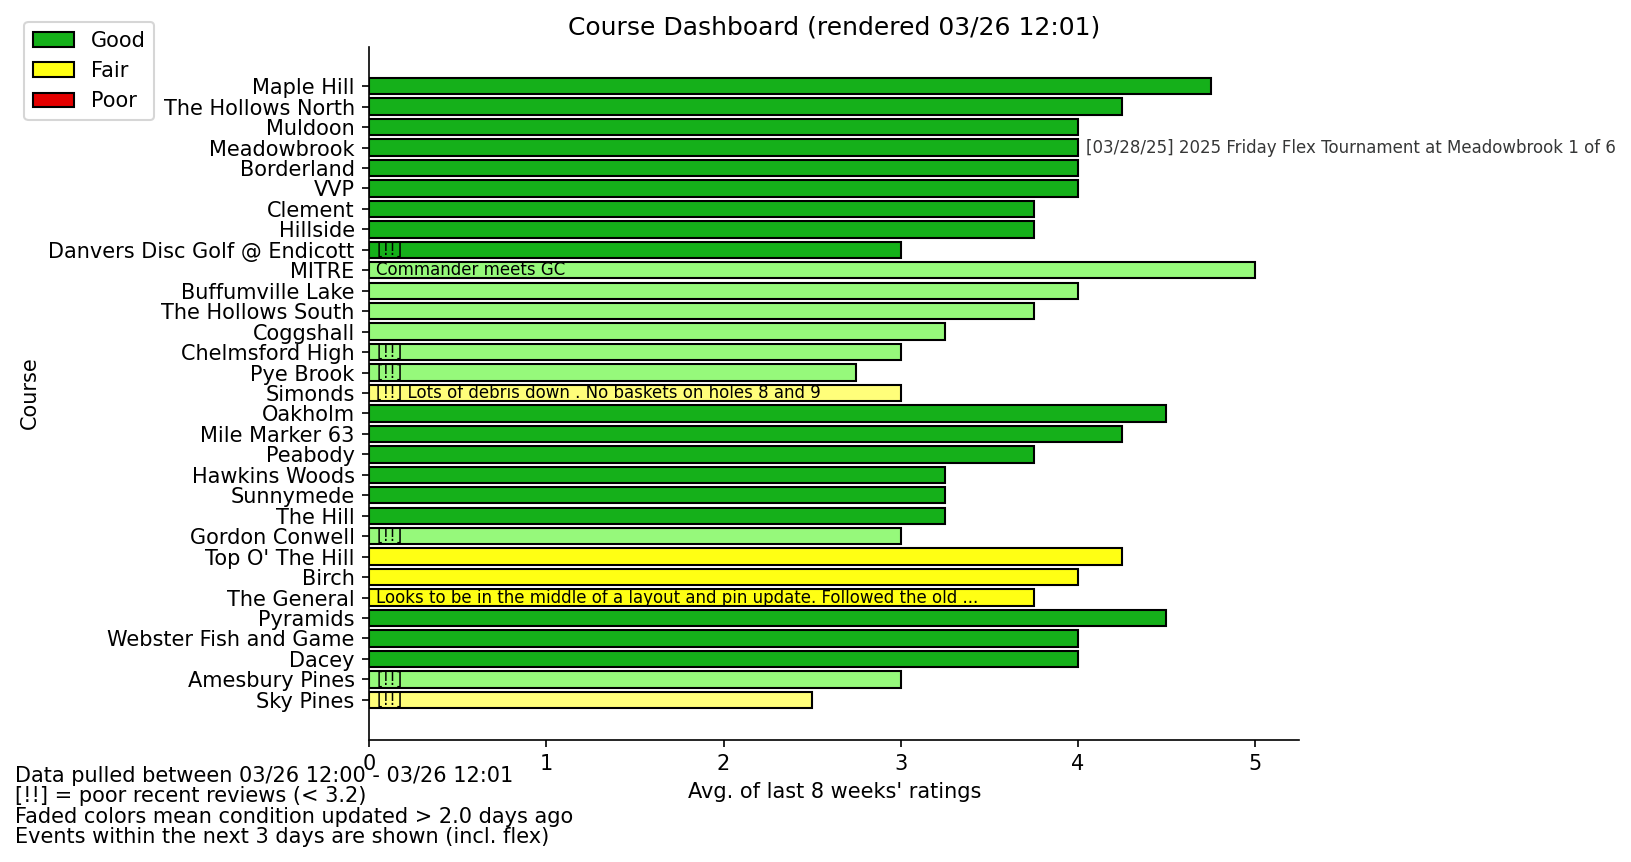 Course Dashboard (rendered 03/26 12:01)
Good
Fair
Poor
Course
Maple Hill
The Hollows North
Muldoon
Meadowbrook [03/28/25] 2025 Friday Flex Tournament at Meadowbrook 1 of 6
Borderland
VVP
Clement
Hillside
Danvers Disc Golf @ Endicott [!!]
MITRE Commander meets GC
Buffumville Lake
The Hollows South
Coggshall
Chelmsford High [!!]
Pye Brook [!!]
Simonds [!!] Lots of debris down . No baskets on holes 8 and 9
Oakholm
Mile Marker 63
Peabody
Hawkins Woods
Sunnymede
The Hill
Gordon Conwell [!!]
Top O' The Hill
Birch
The General Looks to be in the middle of a layout and pin update. Followed the old ...
Pyramids
Webster Fish and Game
Dacey
Amesbury Pines [!!]
Sky Pines [!!]
0 1 2 3 4 5
Avg. of last 8 weeks' ratings
Data pulled between 03/26 12:00 - 03/26 12:01
[!!] = poor recent reviews (< 3.2)
Faded colors mean condition updated > 2.0 days ago
Events within the next 3 days are shown (incl. flex)